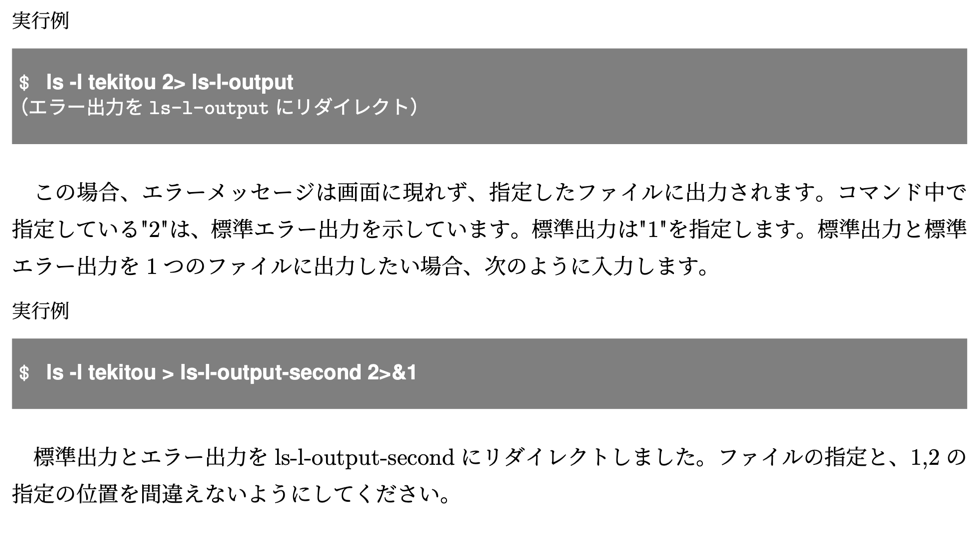 実行例
$ ls -l tekitou 2> ls-l-output
（エラー出力を ls-l-output にリダイレクト）
この場合、エラーメッセージは画面に現れず、指定したファイルに出力されます。コマンド中で
指定している"2"は、標準エラー出力を示しています。標準出力は"1"を指定します。標準出力と標準
エラー出力を 1 つのファイルに出力したい場合、次のように入力します。
実行例
$ ls -l tekitou > ls-l-output-second 2>&1
標準出力とエラー出力を ls-l-output-second にリダイレクトしました。ファイルの指定と、1,2 の
指定の位置を間違えないようにしてください。